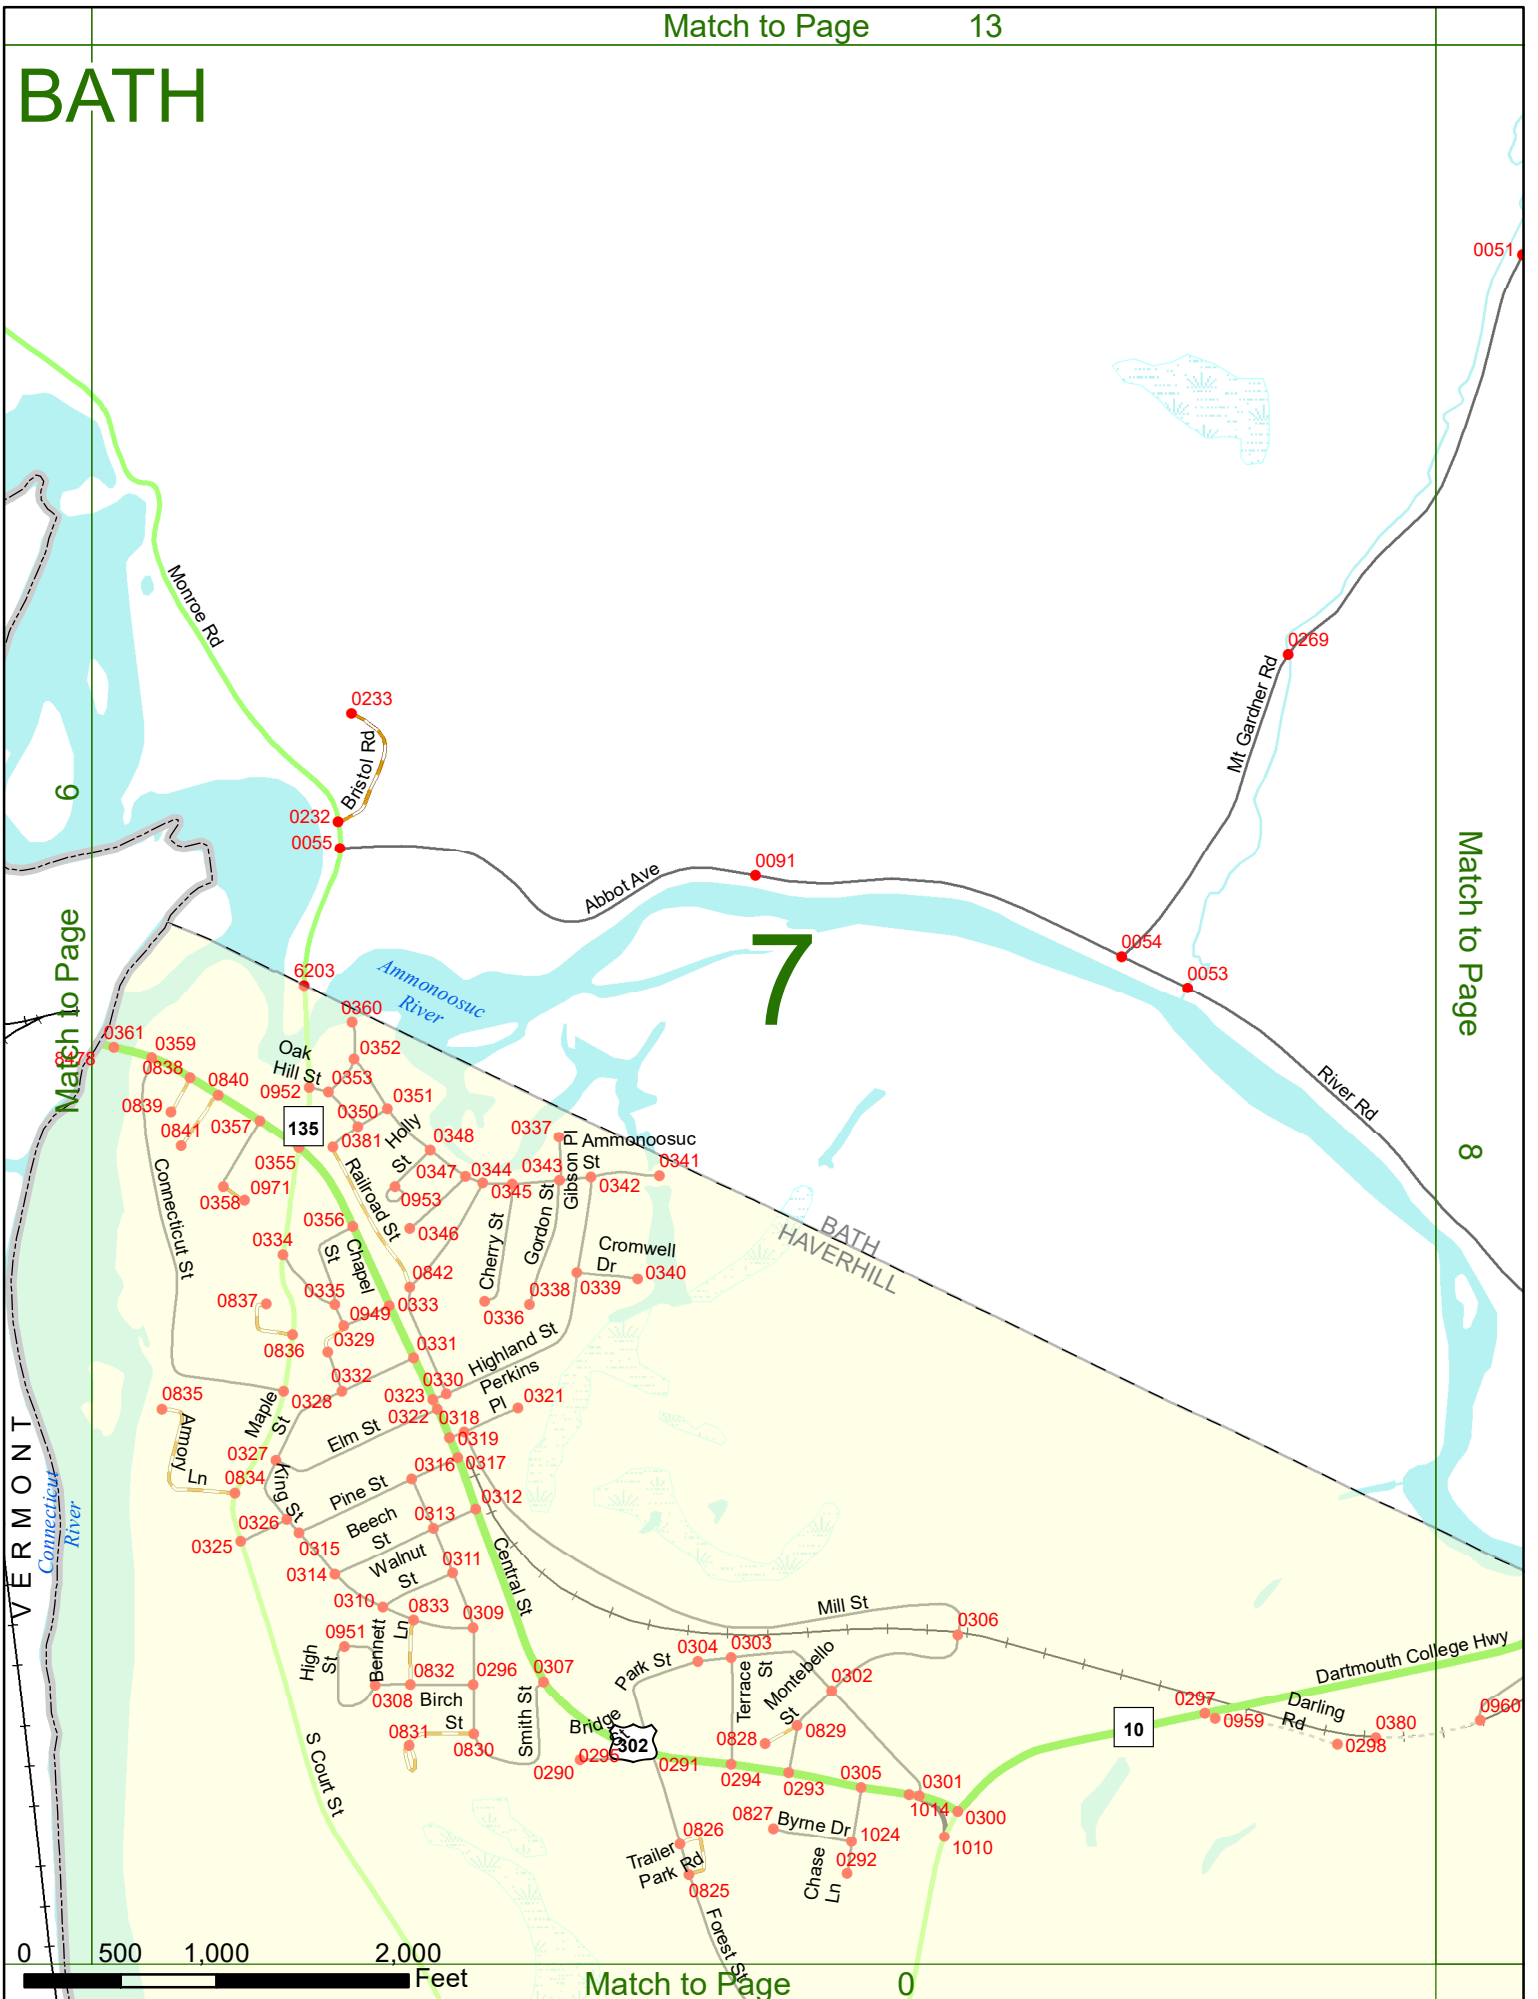 Match to Page 13
BATH
0051
Monroe Rd
0269
Mt Gardner Rd
0233
Bristol Rd
6
Match to Page
0232
0055
0091
Abbot Ave
7
0054
0053
Match to Page
8
River Rd
6203
Ammonoosuc
River
0360
0361
0359
8478
0838
Oak
Hill St
0352
0353
0840
0952
0351
0839
0357
135
0350
0841
0381
Holly
St
0348
0337
Gibson Pl
Ammonoosuc
St
0355
0347
0344
0343
0341
0345
0342
Connecticut St
0358
0971
Railroad St
0953
0346
0356
Chapel
St
Cherry St
Gordon St
BATH
HAVERHILL
0334
Cromwell
Dr
0842
0340
0339
0837
0335
0949
0333
0338
0336
0836
0329
0331
Highland St
0332
0330
Perkins
Pl
0835
0328
0323
0321
Maple
St
0322
0318
Armory
Ln
Elm St
0319
0327
0316
0317
0834
King St
Pine St
0326
0312
VERMONT
Connecticut
River
0325
0315
Beech
St
0313
0314
Walnut
St
0311
Central St
0310
0833
0309
Mill St
0306
0951
High
St
Bennett
Ln
0304
0303
Park St
Terrace
St
Montebello
St
0302
Dartmouth College Hwy
0832
0296
0307
0308
Birch
St
Smith St
0297
Darling
Rd
0960
0959
10
0380
0298
0831
0830
Bridge
St
302
0828
0829
0295
0290
0291
0294
0293
0305
0301
S Court St
1014
0300
0827
Byrne Dr
1024
1010
0826
Trailer
Park Rd
0292
Chase
Ln
0825
Forest St
0 500 1,000 2,000
Feet
Match to Page 0